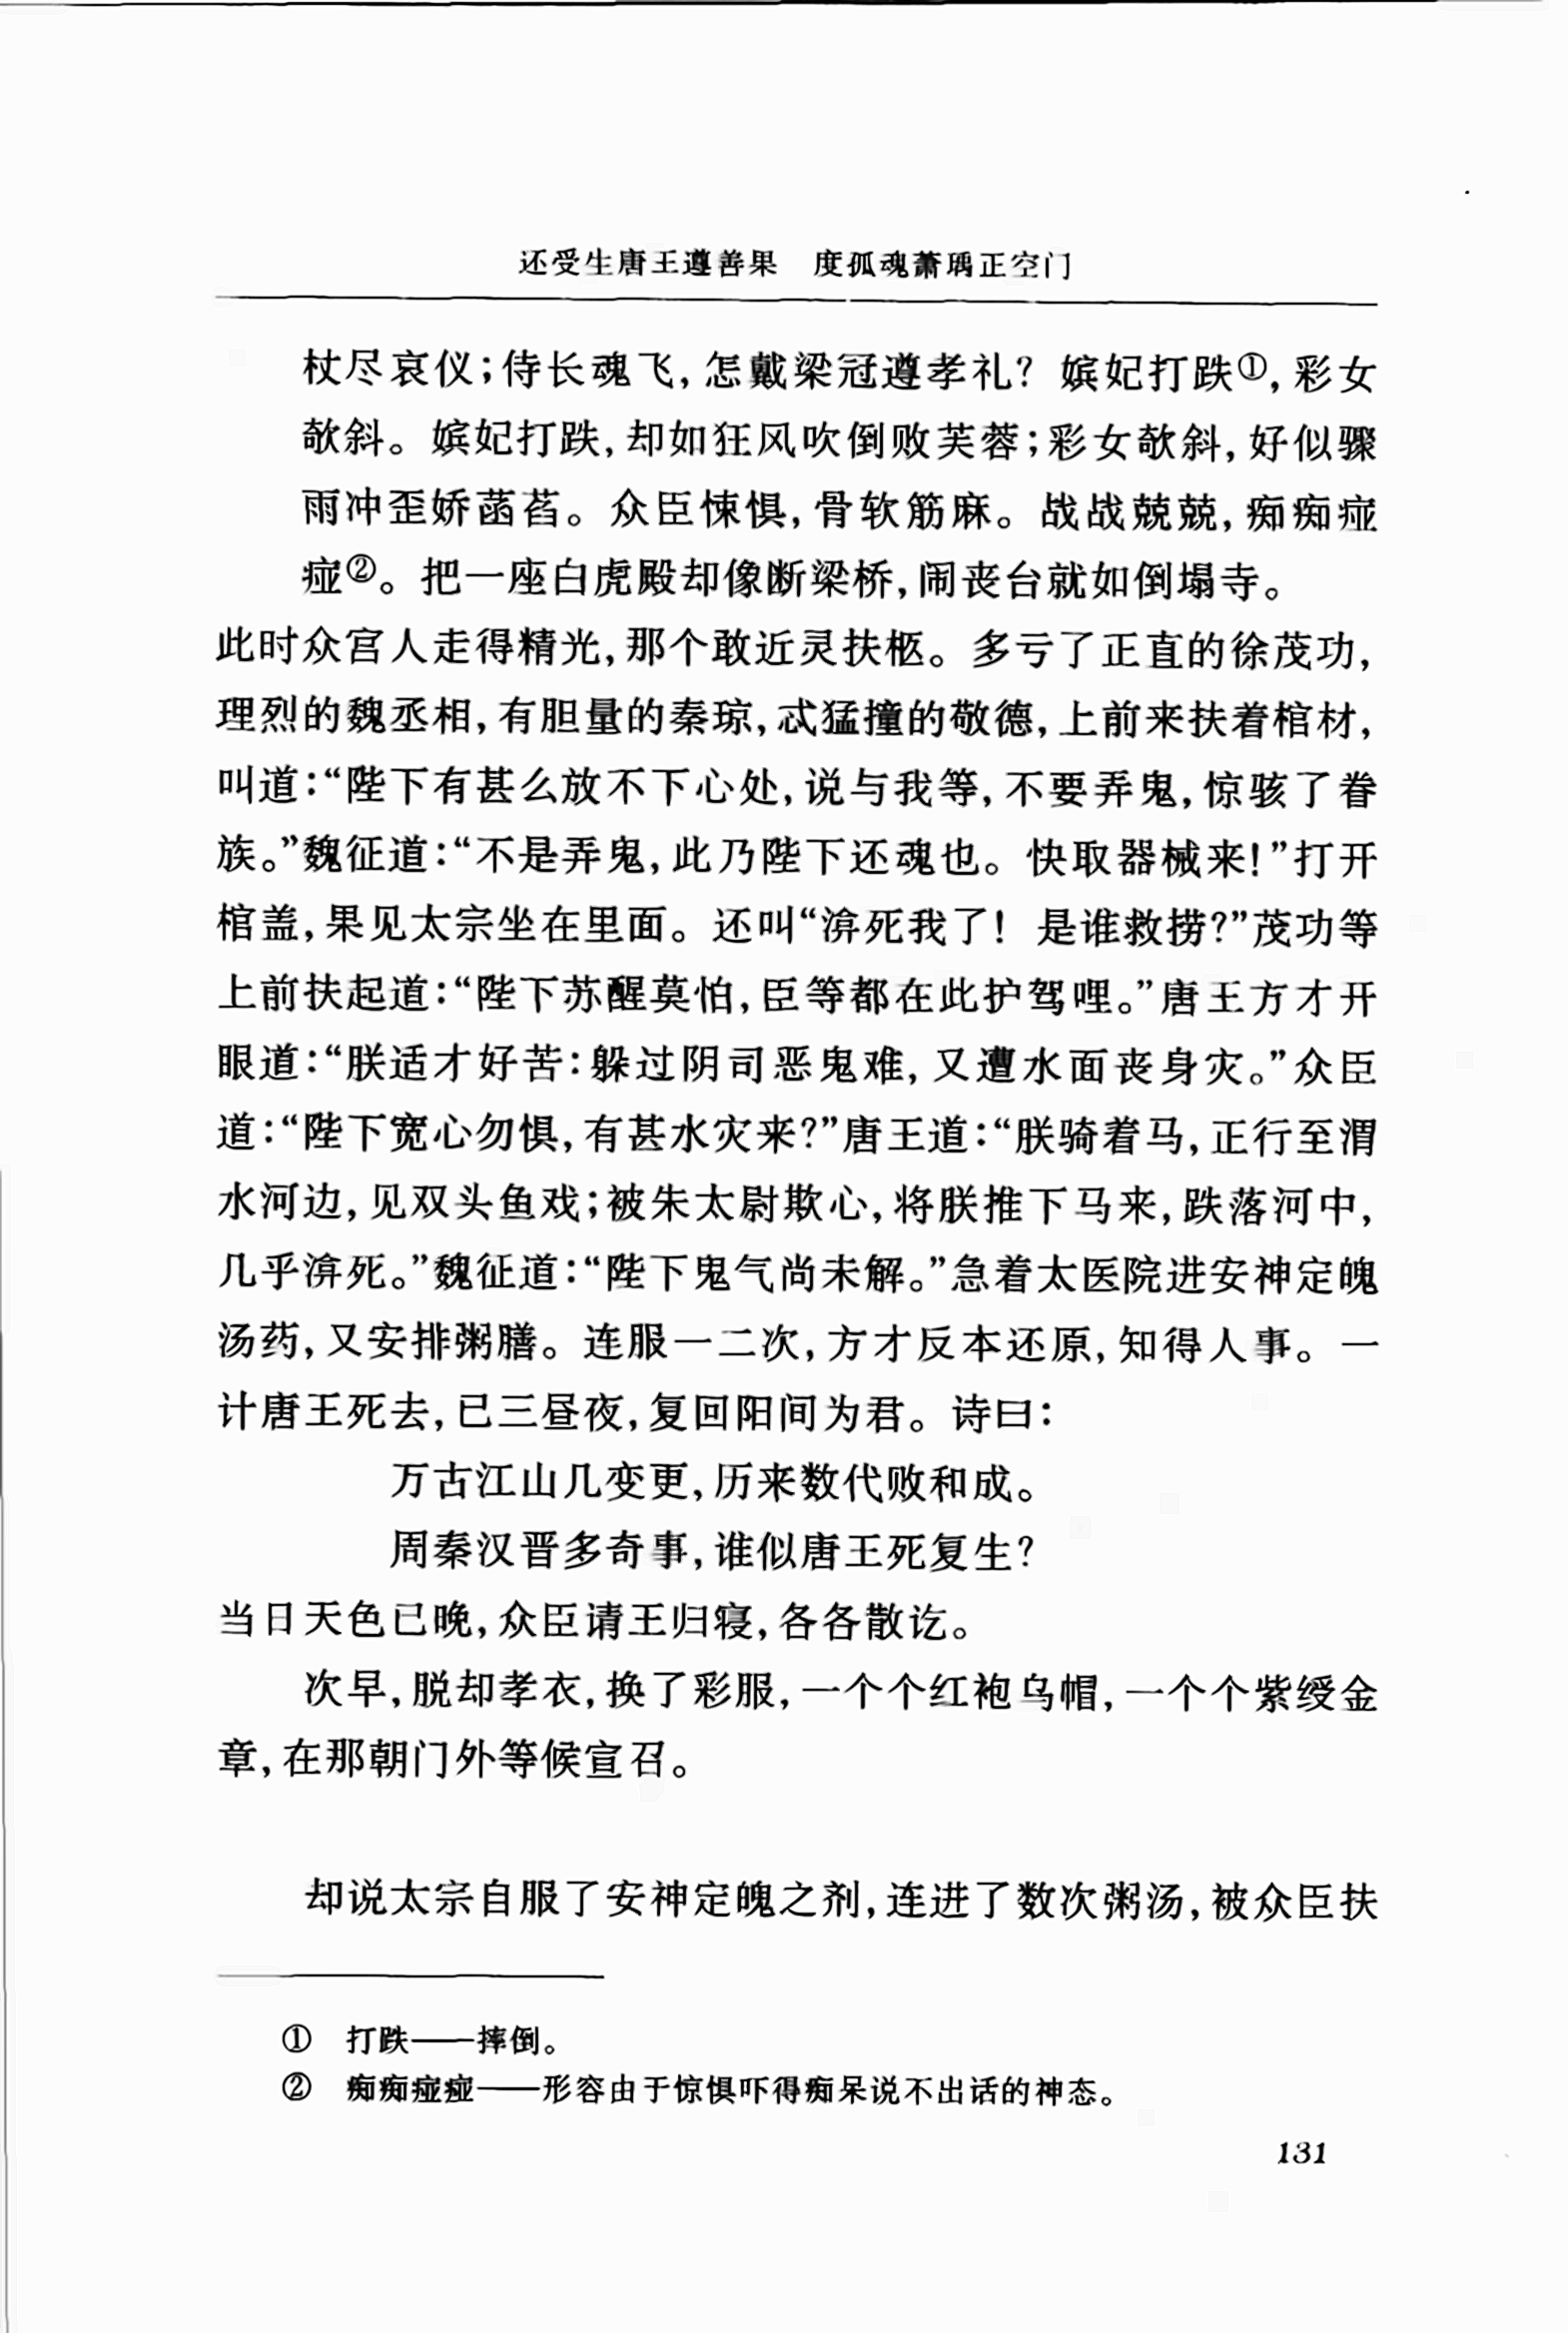 还受生唐王遵善果　度孤魂萧瑀正空门
杖尽哀仪；侍长魂飞，怎戴梁冠遵孝礼？嫔妃打跌①，彩女
欹斜。嫔妃打跌，却如狂风吹倒败芙蓉；彩女欹斜，好似骤
雨冲歪娇菡萏。众臣悚惧，骨软筋麻。战战兢兢，痴痴痖
痖②。把一座白虎殿却像断梁桥，闹丧台就如倒塌寺。
此时众宫人走得精光，那个敢近灵扶柩。多亏了正直的徐茂功，
理烈的魏丞相，有胆量的秦琼，忒猛撞的敬德，上前来扶着棺材，
叫道：“陛下有甚么放不下心处，说与我等，不要弄鬼，惊骇了眷
族。”魏征道：“不是弄鬼，此乃陛下还魂也。快取器械来！”打开
棺盖，果见太宗坐在里面。还叫“渰死我了！是谁救捞？”茂功等
上前扶起道：“陛下苏醒莫怕，臣等都在此护驾哩。”唐王方才开
眼道：“朕适才好苦：躲过阴司恶鬼难，又遭水面丧身灾。”众臣
道：“陛下宽心勿惧，有甚水灾来？”唐王道：“朕骑着马，正行至渭
水河边，见双头鱼戏；被朱太尉欺心，将朕推下马来，跌落河中，
几乎渰死。”魏征道：“陛下鬼气尚未解。”急着太医院进安神定魄
汤药，又安排粥膳。连服一二次，方才反本还原，知得人事。一
计唐王死去，已三昼夜，复回阳间为君。诗曰：
万古江山几变更，历来数代败和成。
周秦汉晋多奇事，谁似唐王死复生？
当日天色已晚，众臣请王归寝，各各散讫。
次早，脱却孝衣，换了彩服，一个个红袍乌帽，一个个紫绶金
章，在那朝门外等候宣召。
却说太宗自服了安神定魄之剂，连进了数次粥汤，被众臣扶
①　打跌——摔倒。
②　痴痴痖痖——形容由于惊惧吓得痴呆说不出话的神态。
131